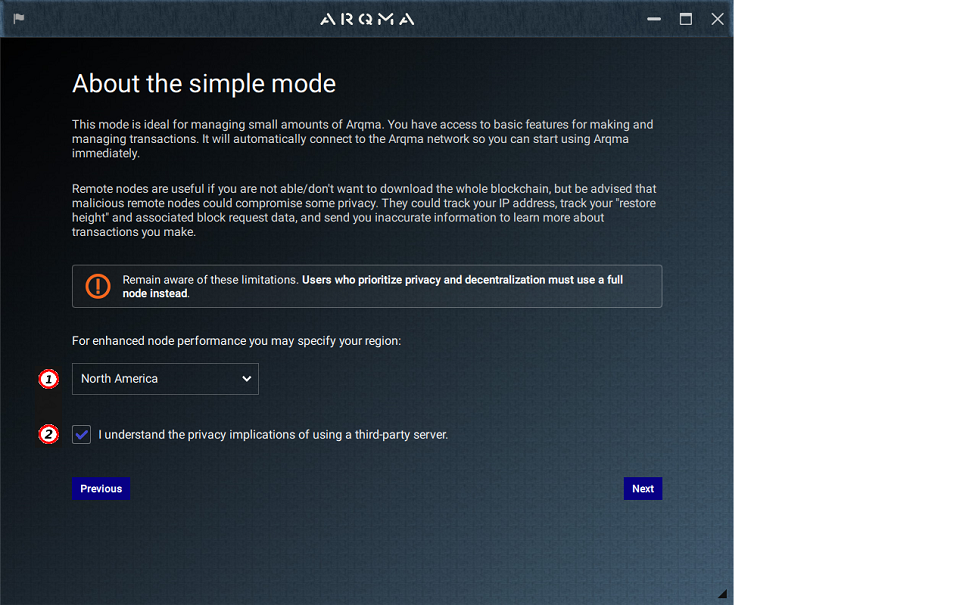 ARQMA
About the simple mode
This mode is ideal for managing small amounts of Arqma. You have access to basic features for making and
managing transactions. It will automatically connect to the Arqma network so you can start using Arqma
immediately.
Remote nodes are useful if you are not able/don't want to download the whole blockchain, but be advised that
malicious remote nodes could compromise some privacy. They could track your IP address, track your "restore
height" and associated block request data, and send you inaccurate information to learn more about
transactions you make.
Remain aware of these limitations. Users who prioritize privacy and decentralization must use a full
node instead.
For enhanced node performance you may specify your region:
1 North America
2 I understand the privacy implications of using a third-party server.
Previous Next